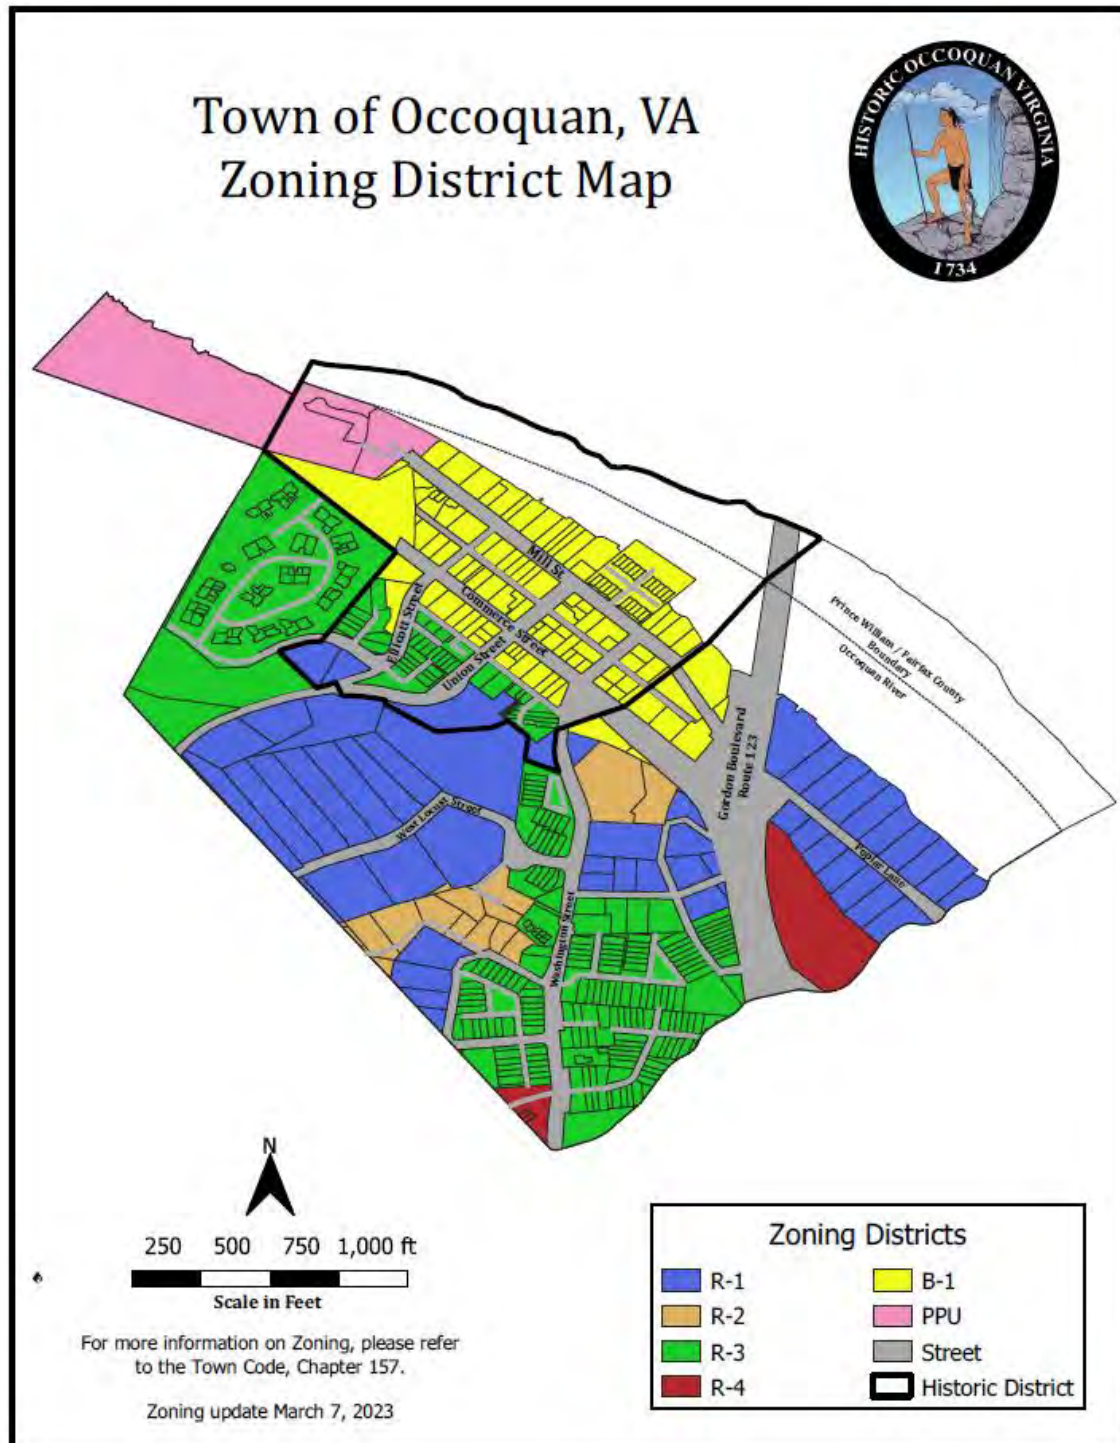 Town of Occoquan, VA
Zoning District Map
HISTORIC OCCOQUAN VIRGINIA
1734
Mill St.
Commerce Street
Ellicott Street
Union Street
Prince William / Fairfax County
Boundary
Occoquan River
Gordon Boulevard
Route 123
West Locust Street
Poplar Lane
Washington Street
N
250 500 750 1,000 ft
Scale in Feet
For more information on Zoning, please refer
to the Town Code, Chapter 157.
Zoning update March 7, 2023
Zoning Districts
R-1
R-2
R-3
R-4
B-1
PPU
Street
Historic District